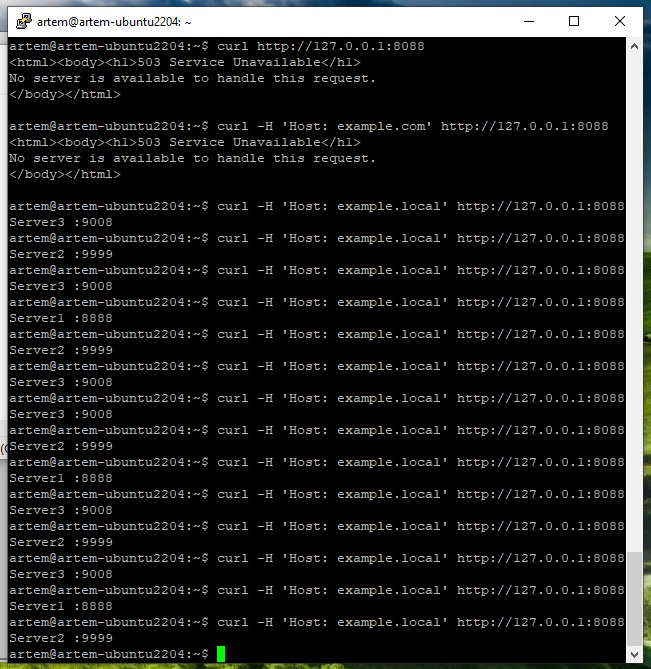 artem@artem-ubuntu2204: ~
artem@artem-ubuntu2204:~$ curl http://127.0.0.1:8088
<html><body><h1>503 Service Unavailable</h1>
No server is available to handle this request.
</body></html>
artem@artem-ubuntu2204:~$ curl -H 'Host: example.com' http://127.0.0.1:8088
<html><body><h1>503 Service Unavailable</h1>
No server is available to handle this request.
</body></html>
artem@artem-ubuntu2204:~$ curl -H 'Host: example.local' http://127.0.0.1:8088
Server3 :9008
artem@artem-ubuntu2204:~$ curl -H 'Host: example.local' http://127.0.0.1:8088
Server2 :9999
artem@artem-ubuntu2204:~$ curl -H 'Host: example.local' http://127.0.0.1:8088
Server3 :9008
artem@artem-ubuntu2204:~$ curl -H 'Host: example.local' http://127.0.0.1:8088
Server1 :8888
artem@artem-ubuntu2204:~$ curl -H 'Host: example.local' http://127.0.0.1:8088
Server2 :9999
artem@artem-ubuntu2204:~$ curl -H 'Host: example.local' http://127.0.0.1:8088
Server3 :9008
artem@artem-ubuntu2204:~$ curl -H 'Host: example.local' http://127.0.0.1:8088
Server3 :9008
artem@artem-ubuntu2204:~$ curl -H 'Host: example.local' http://127.0.0.1:8088
Server2 :9999
artem@artem-ubuntu2204:~$ curl -H 'Host: example.local' http://127.0.0.1:8088
Server1 :8888
artem@artem-ubuntu2204:~$ curl -H 'Host: example.local' http://127.0.0.1:8088
Server3 :9008
artem@artem-ubuntu2204:~$ curl -H 'Host: example.local' http://127.0.0.1:8088
Server2 :9999
artem@artem-ubuntu2204:~$ curl -H 'Host: example.local' http://127.0.0.1:8088
Server3 :9008
artem@artem-ubuntu2204:~$ curl -H 'Host: example.local' http://127.0.0.1:8088
Server1 :8888
artem@artem-ubuntu2204:~$ curl -H 'Host: example.local' http://127.0.0.1:8088
Server2 :9999
artem@artem-ubuntu2204:~$